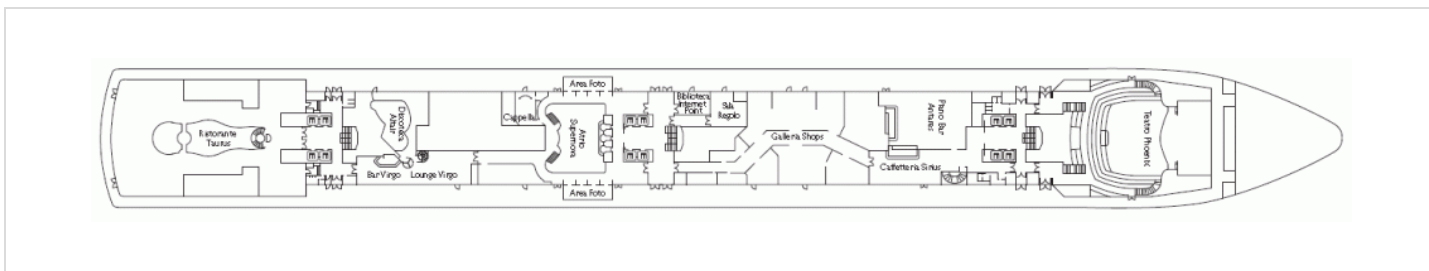 Ristorante
Taurus
Discoteca
Altair
Bar Virgo
Lounge Virgo
Cappella
Area Foto
Atrio
Supernova
Area Foto
Biblioteca
Internet
Point
Sala
Regolo
Galleria Shops
Piano Bar
Antares
Caffetteria Sirius
Teatro Phoenix